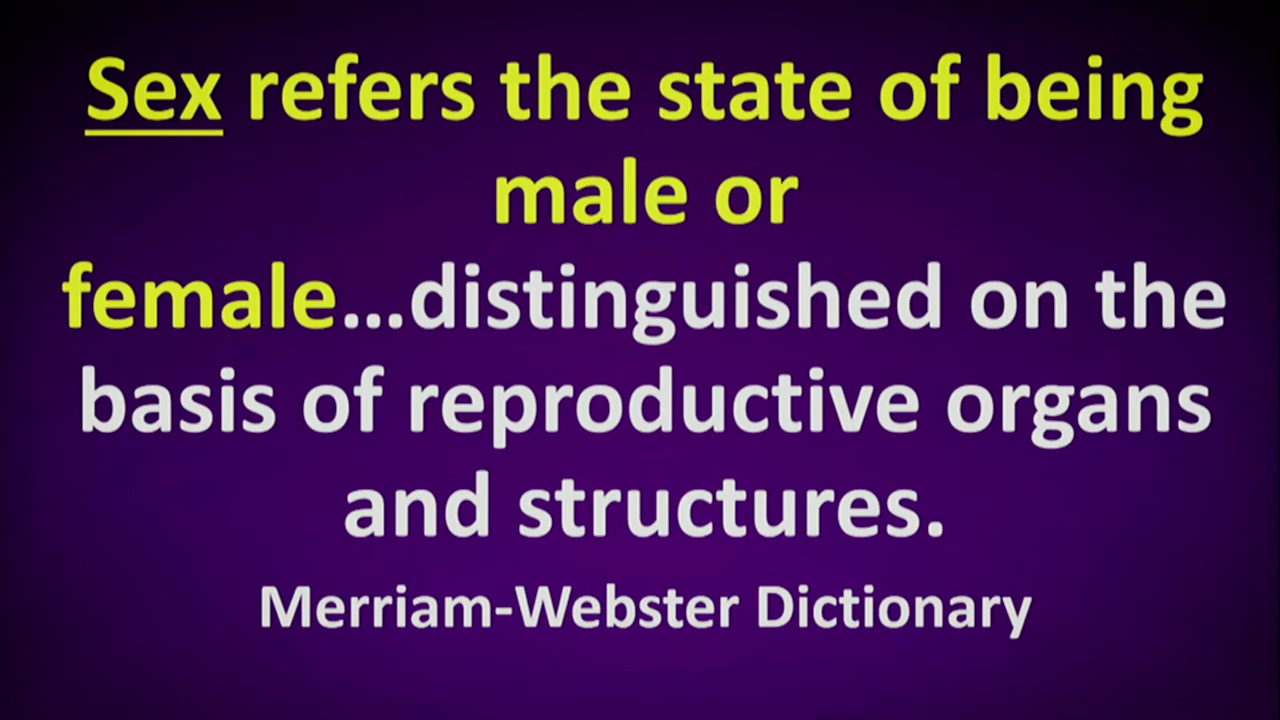 Sex refers the state of being
male or
female...distinguished on the
basis of reproductive organs
and structures.
Merriam-Webster Dictionary